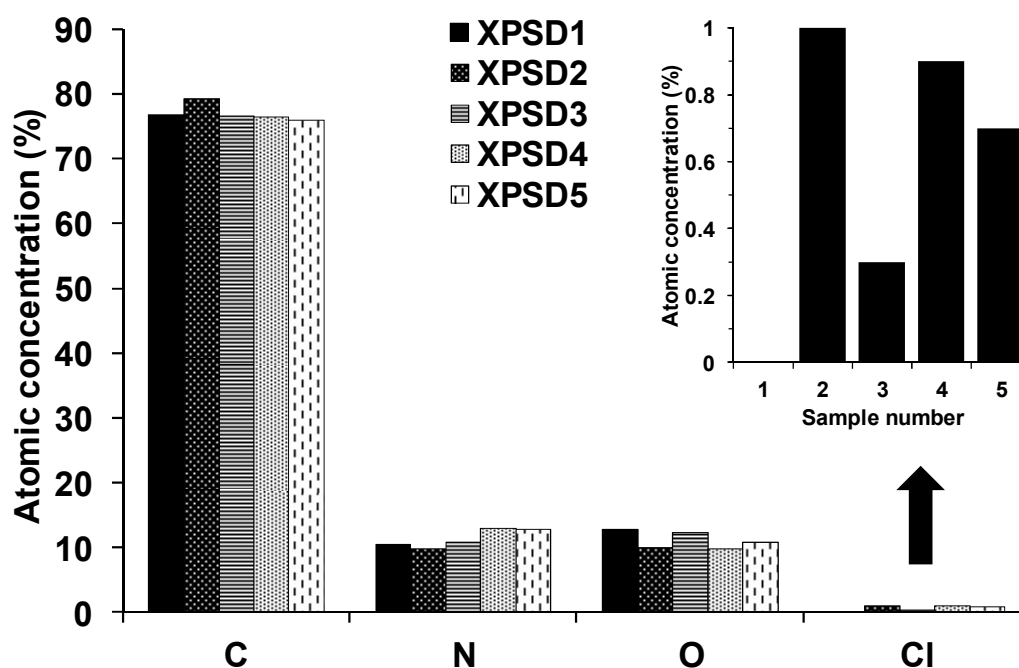 90
80
70
60
50
40
30
20
10
0
Atomic concentration (%)
C N O Cl
XPSD1
XPSD2
XPSD3
XPSD4
XPSD5
1
0.8
0.6
0.4
0.2
0
Atomic concentration (%)
1 2 3 4 5
Sample number